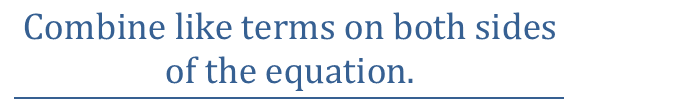 Combine like terms on both sides
of the equation.